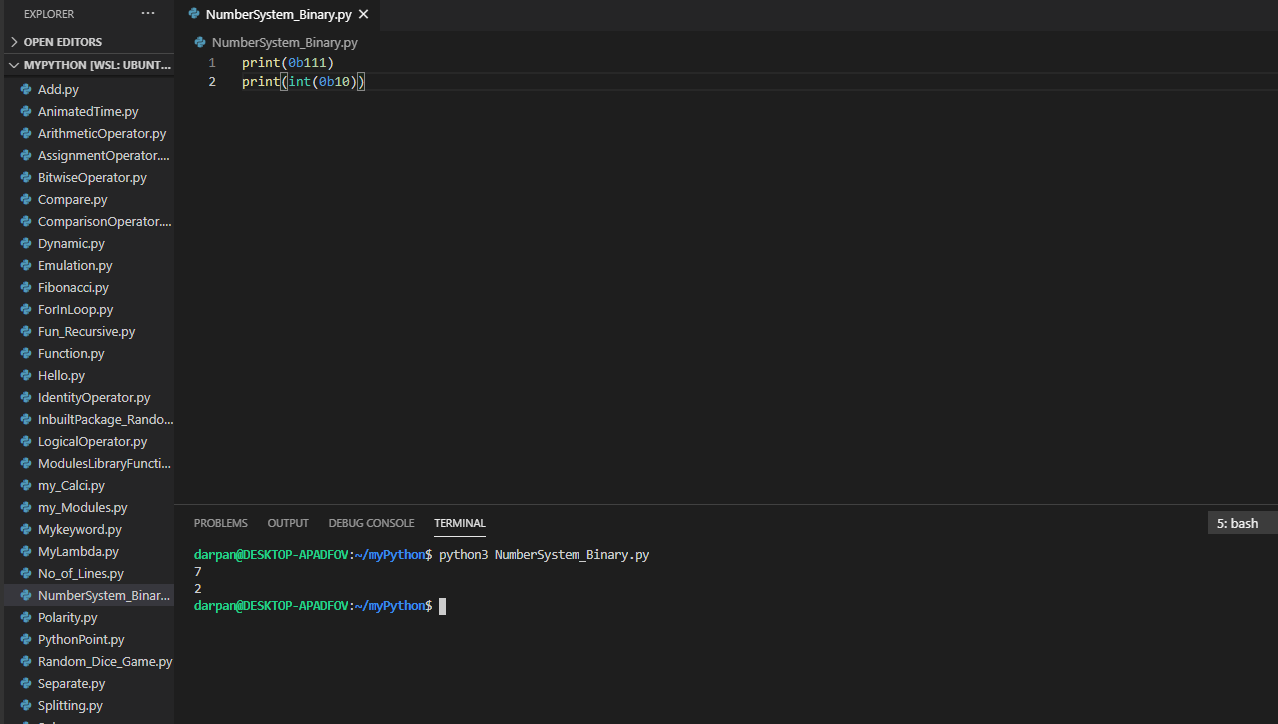 EXPLORER ...
OPEN EDITORS
MYPYTHON [WSL: UBUNT...
Add.py
AnimatedTime.py
ArithmeticOperator.py
AssignmentOperator....
BitwiseOperator.py
Compare.py
ComparisonOperator....
Dynamic.py
Emulation.py
Fibonacci.py
ForInLoop.py
Fun_Recursive.py
Function.py
Hello.py
IdentityOperator.py
InbuiltPackage_Rando...
LogicalOperator.py
ModulesLibraryFuncti...
my_Calci.py
my_Modules.py
Mykeyword.py
MyLambda.py
No_of_Lines.py
NumberSystem_Binar...
Polarity.py
PythonPoint.py
Random_Dice_Game.py
Separate.py
Splitting.py
NumberSystem_Binary.py
NumberSystem_Binary.py
1 print(0b111)
2 print(int(0b10))
PROBLEMS OUTPUT DEBUG CONSOLE TERMINAL 5: bash
darpan@DESKTOP-APADFOV:~/myPython$ python3 NumberSystem_Binary.py
7
2
darpan@DESKTOP-APADFOV:~/myPython$